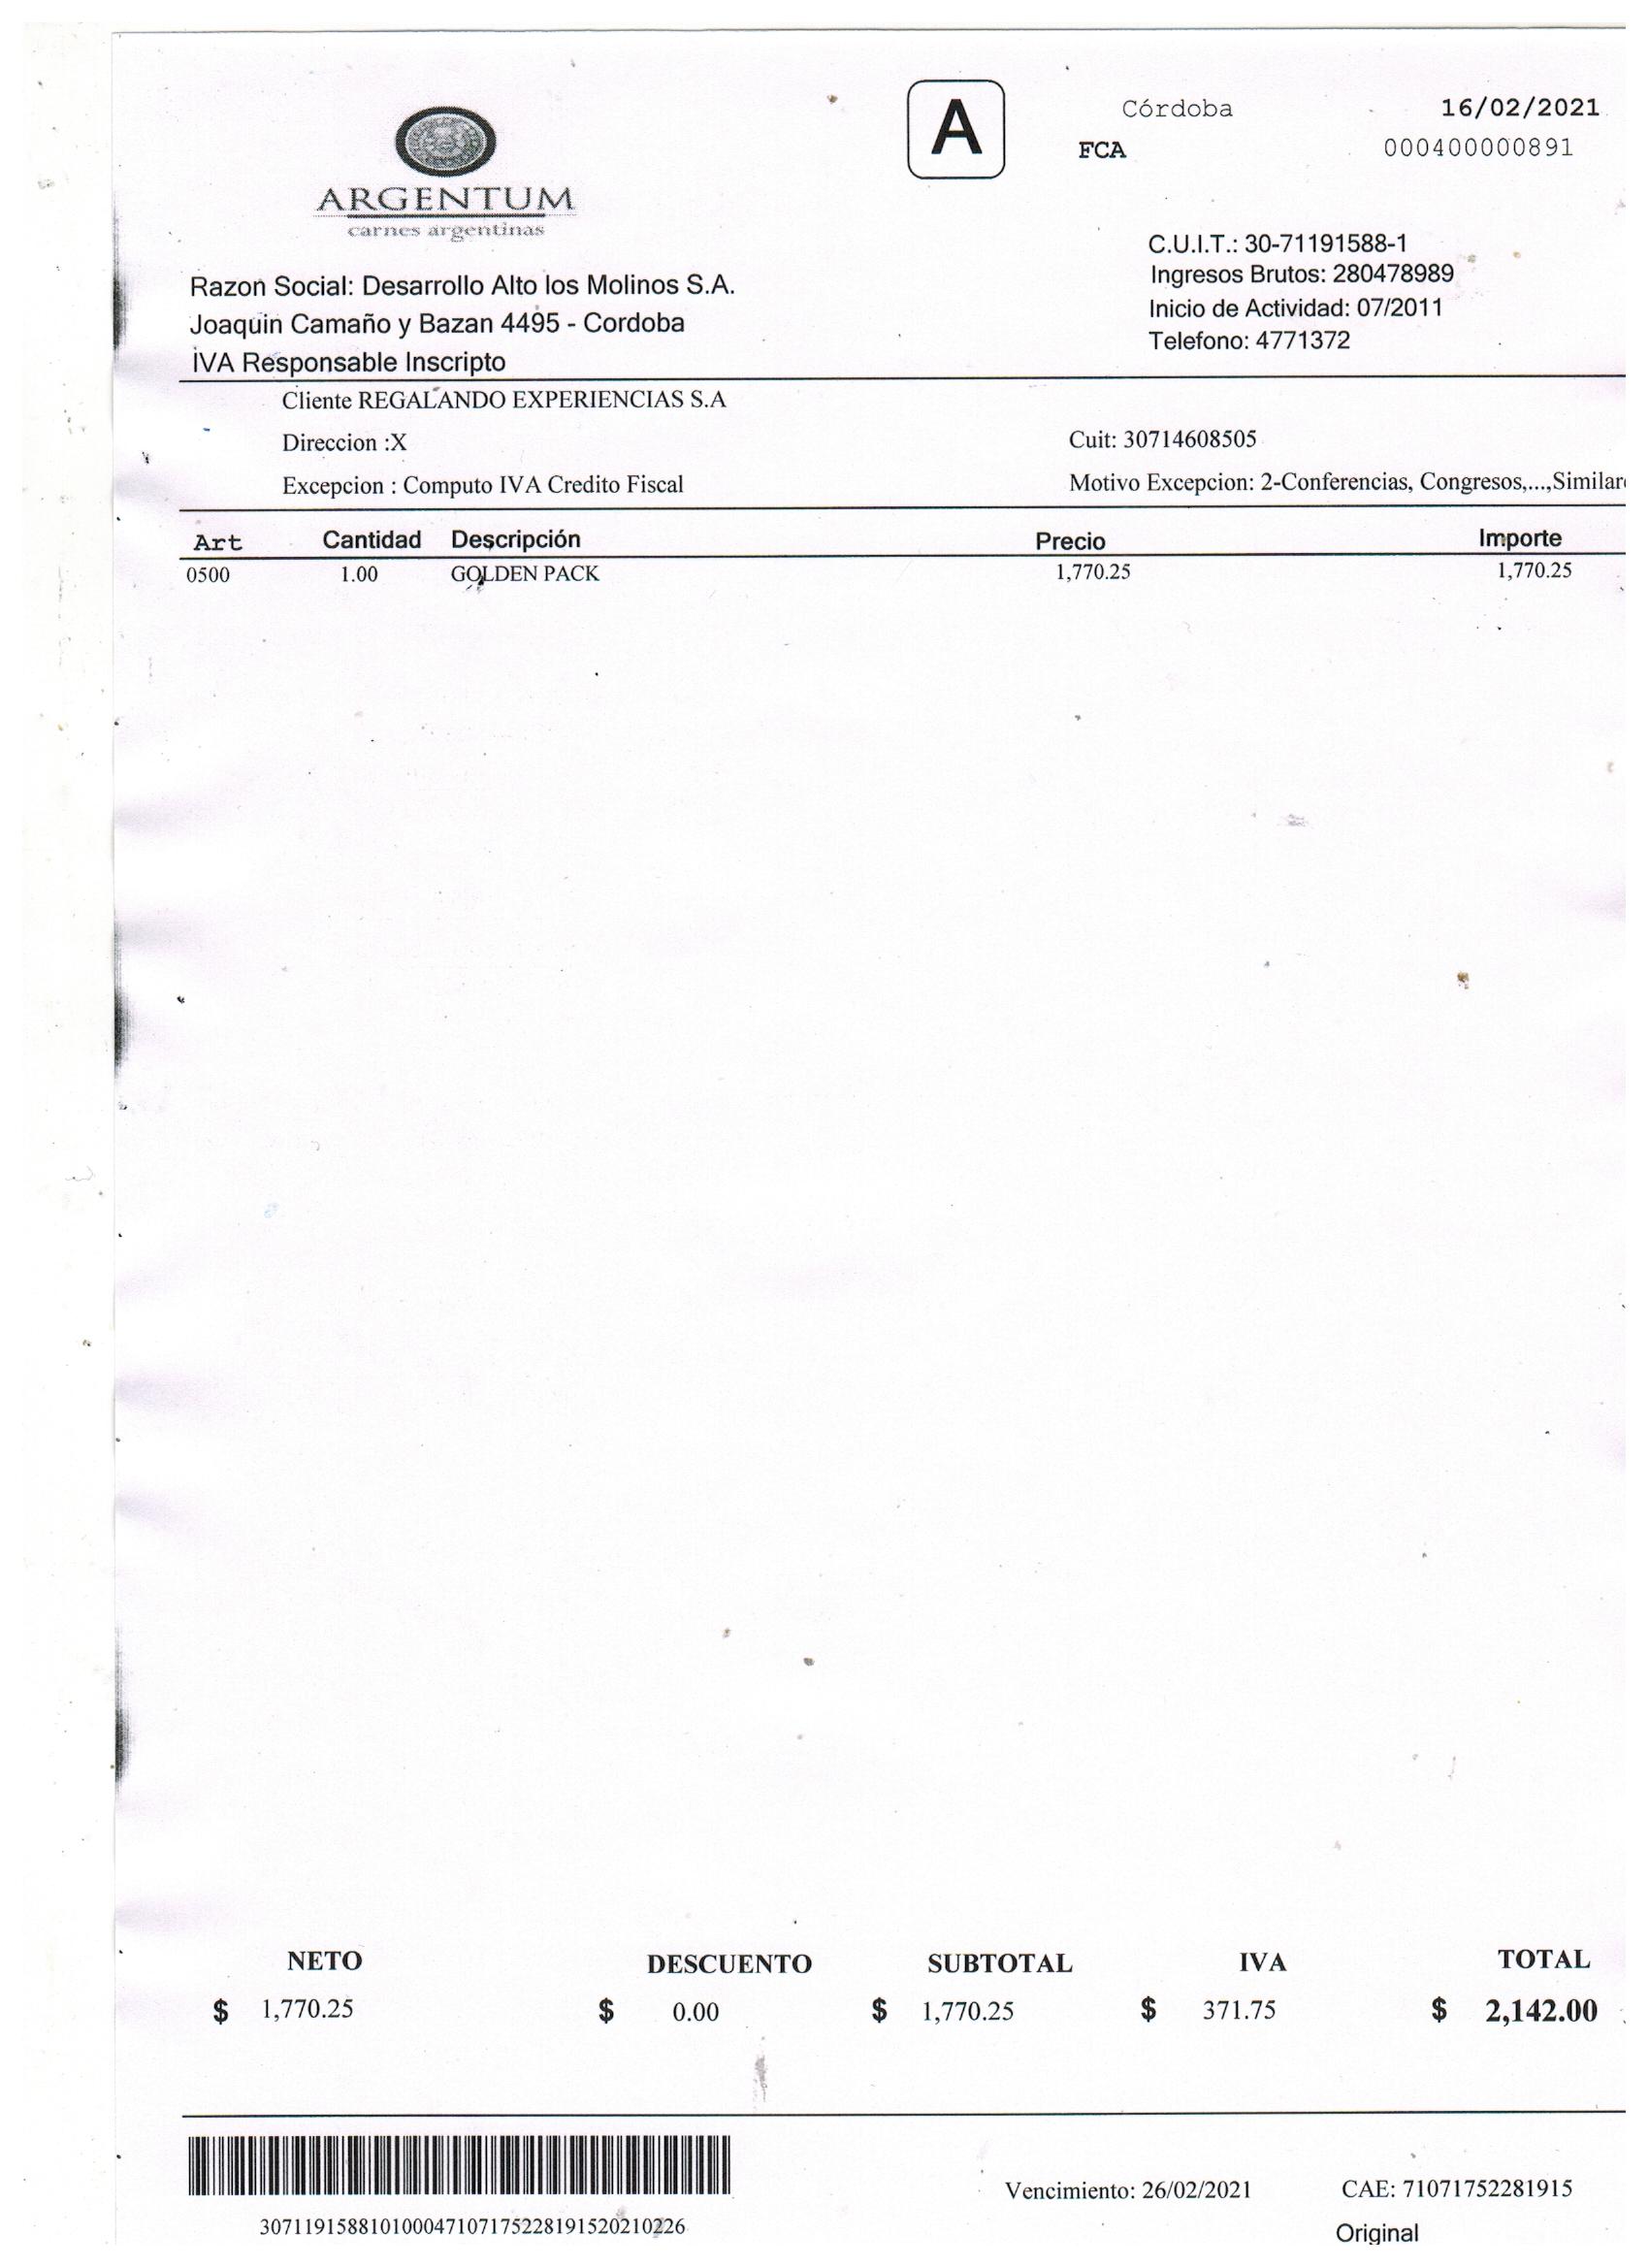 A
Córdoba 16/02/2021
FCA 000400000891
ARGENTUM
carnes argentinas
C.U.I.T.: 30-71191588-1
Ingresos Brutos: 280478989
Inicio de Actividad: 07/2011
Telefono: 4771372
Razon Social: Desarrollo Alto los Molinos S.A.
Joaquin Camaño y Bazan 4495 - Cordoba
IVA Responsable Inscripto
Cliente REGALANDO EXPERIENCIAS S.A
Direccion :X Cuit: 30714608505
Excepcion : Computo IVA Credito Fiscal Motivo Excepcion: 2-Conferencias, Congresos,...,Similar
Art Cantidad Descripción Precio Importe
0500 1.00 GOLDEN PACK 1,770.25 1,770.25
NETO DESCUENTO SUBTOTAL IVA TOTAL
$ 1,770.25 $ 0.00 $ 1,770.25 $ 371.75 $ 2,142.00
Vencimiento: 26/02/2021 CAE: 71071752281915
307119158810100047107175228191520210226
Original